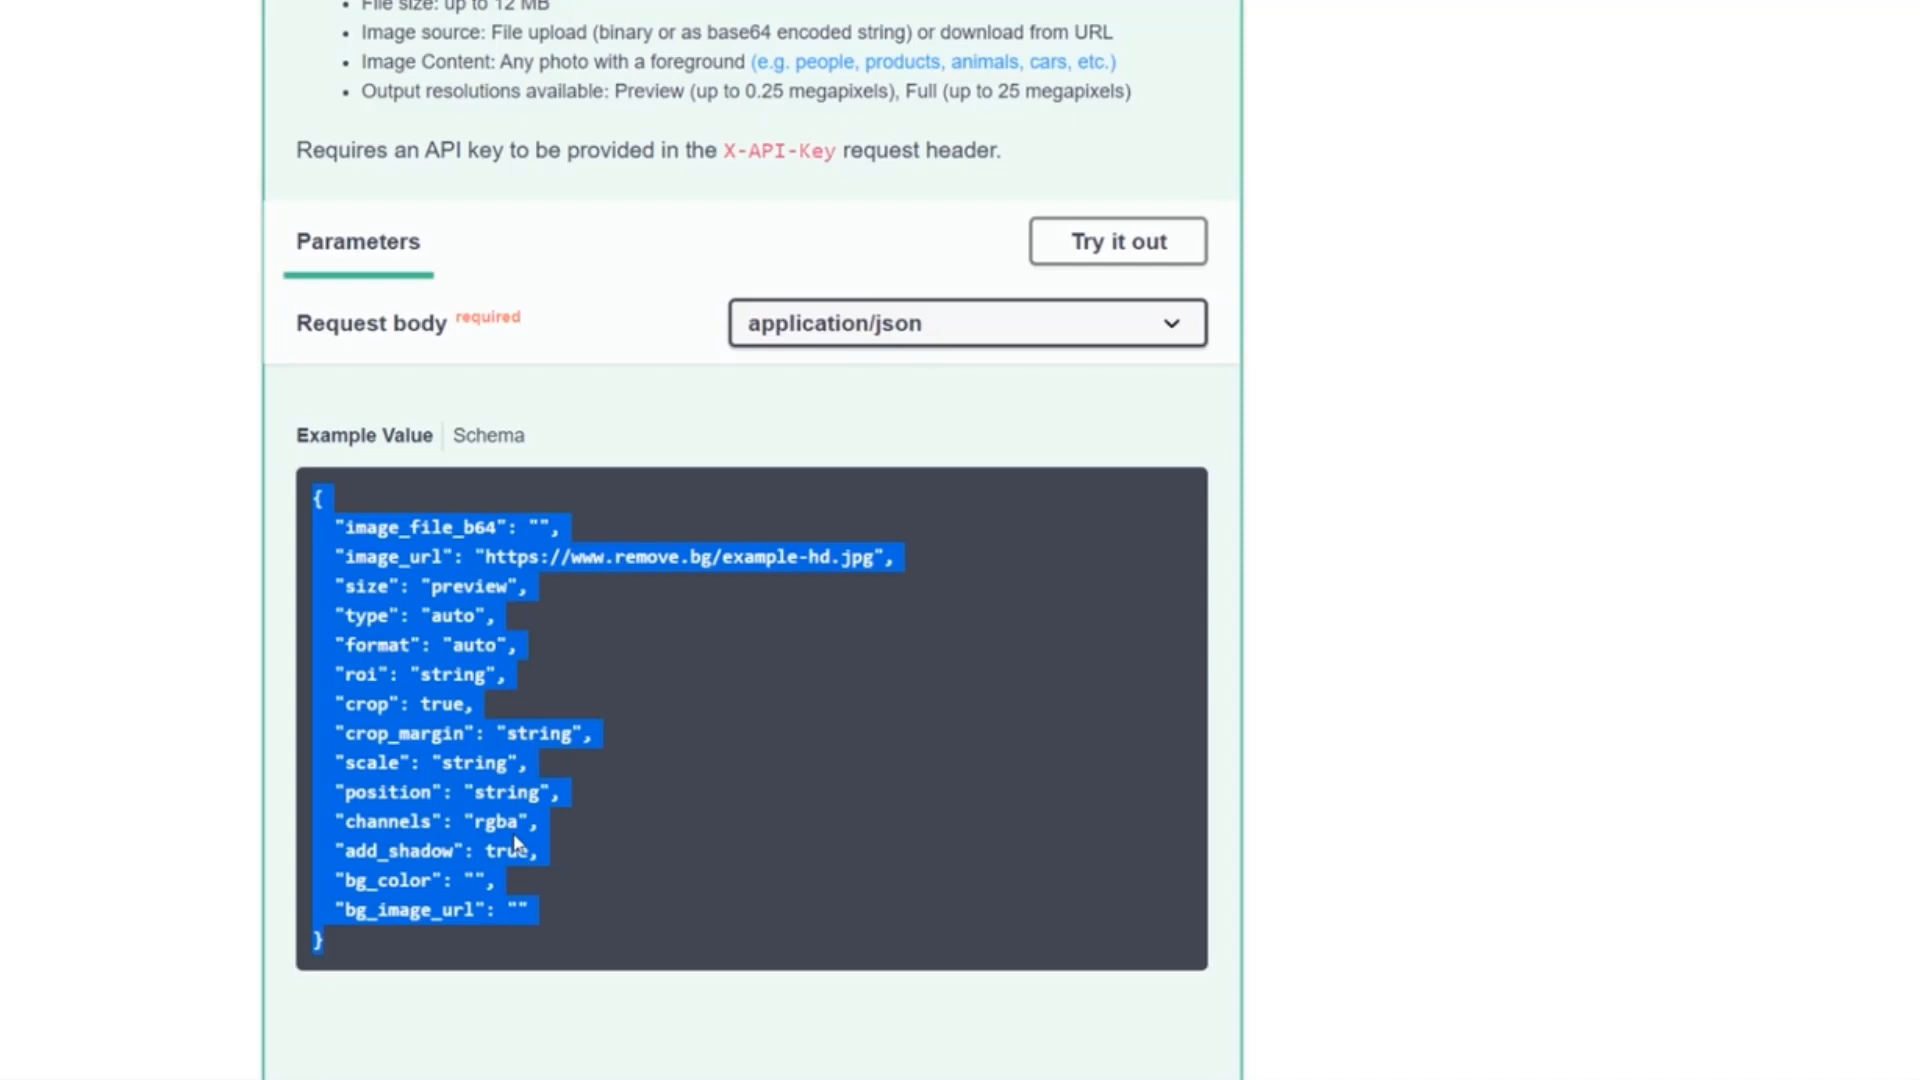 • File size: up to 12 MB
• Image source: File upload (binary or as base64 encoded string) or download from URL
• Image Content: Any photo with a foreground (e.g. people, products, animals, cars, etc.)
• Output resolutions available: Preview (up to 0.25 megapixels), Full (up to 25 megapixels)
Requires an API key to be provided in the X-API-Key request header.
Parameters
Try it out
Request body required
application/json
Example Value Schema
{
"image_file_b64": "",
"image_url": "https://www.remove.bg/example-hd.jpg",
"size": "preview",
"type": "auto",
"format": "auto",
"roi": "string",
"crop": true,
"crop_margin": "string",
"scale": "string",
"position": "string",
"channels": "rgba",
"add_shadow": true,
"bg_color": "",
"bg_image_url": ""
}